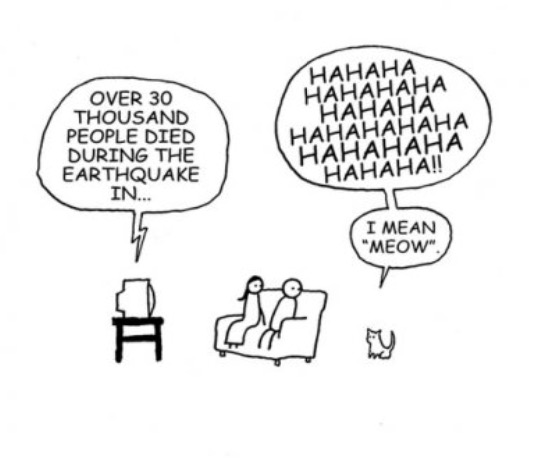 OVER 30
THOUSAND
PEOPLE DIED
DURING THE
EARTHQUAKE
IN...
HAHAHA
HAHAHAHA
HAHAHA
HAHAHAHAHA
HAHAHAHA
HAHAHA!!
I MEAN
"MEOW".